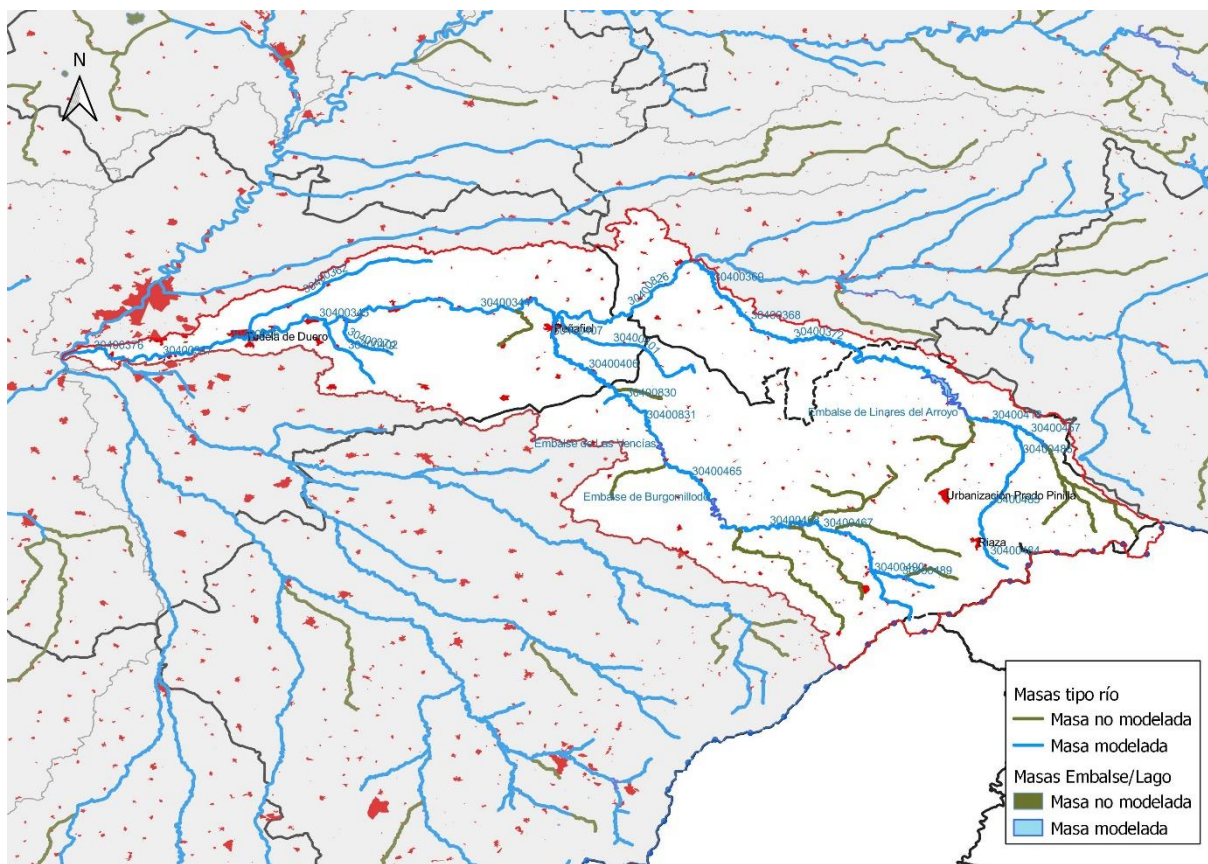 N
30400362
30400826
30400369
30400345
30400368
Peñafiel
30400372
Tudela de Duero
30400376
30400406
30400830
30400831
Embalse de Linares del Arroyo
Embalse de Las Vencías
30400465
Embalse de Burgomillodo
Urbanización Prado Pinilla
30400467
Riaza
30400484
30400489
Masas tipo río
Masa no modelada
Masa modelada
Masas Embalse/Lago
Masa no modelada
Masa modelada